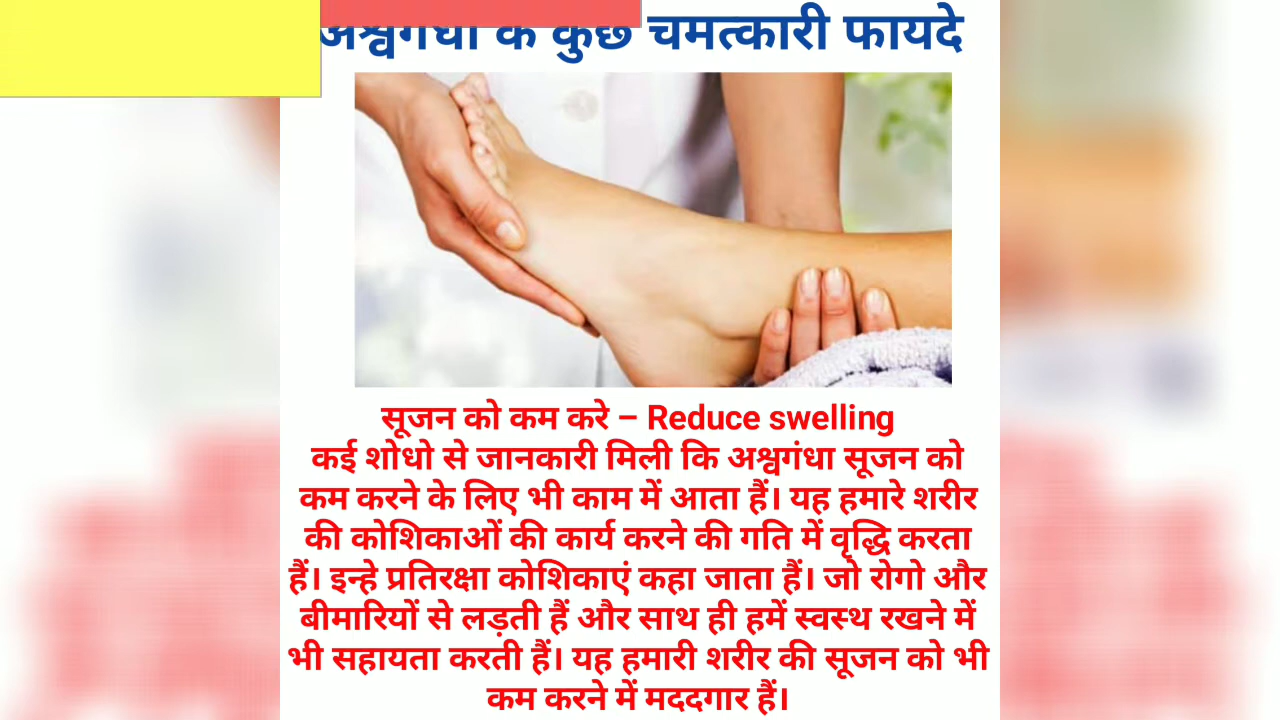 अश्वगंधा के कुछ चमत्कारी फायदे
सूजन को कम करे – Reduce swelling
कई शोधो से जानकारी मिली कि अश्वगंधा सूजन को
कम करने के लिए भी काम में आता हैं। यह हमारे शरीर
की कोशिकाओं की कार्य करने की गति में वृद्धि करता
हैं। इन्हे प्रतिरक्षा कोशिकाएं कहा जाता हैं। जो रोगो और
बीमारियों से लड़ती हैं और साथ ही हमें स्वस्थ रखने में
भी सहायता करती हैं। यह हमारी शरीर की सूजन को भी
कम करने में मददगार हैं।